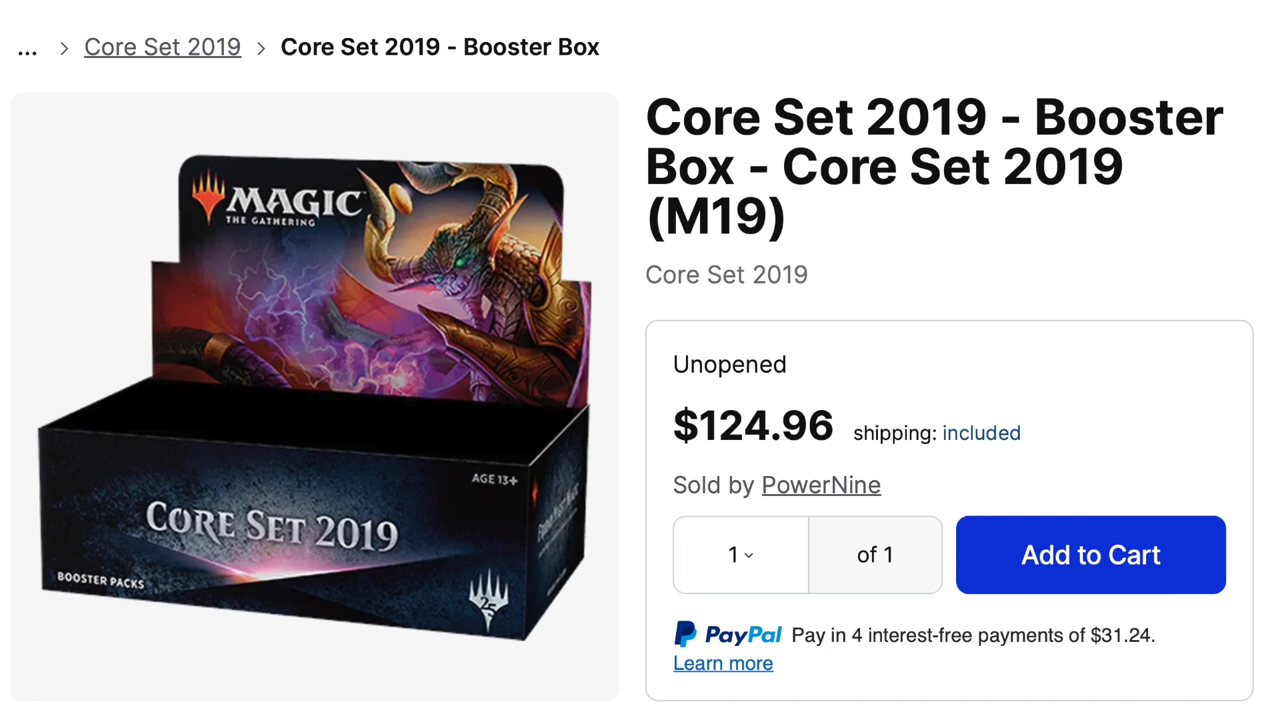 ... > Core Set 2019 > Core Set 2019 - Booster Box
MAGIC
THE GATHERING
AGE 13+
CORE SET 2019
BOOSTER PACKS
25
Core Set 2019 - Booster
Box - Core Set 2019
(M19)
Core Set 2019
Unopened
$124.96 shipping: included
Sold by PowerNine
1 of 1 Add to Cart
PayPal Pay in 4 interest-free payments of $31.24.
Learn more